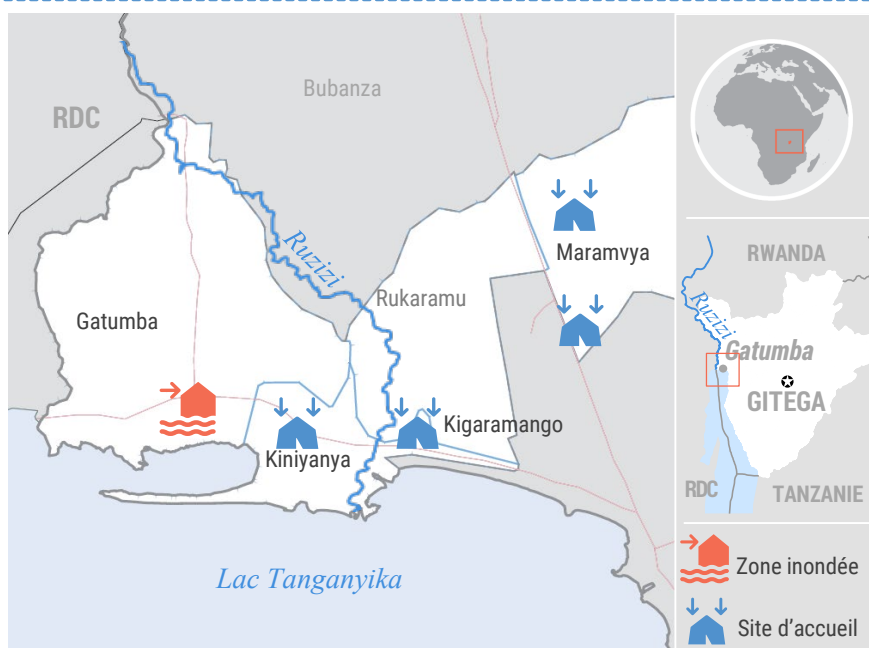 Bubanza
RDC
Ruzizi
Maramvya
Rukaramu
Gatumba
Kigaramango
Kiniyanya
Lac Tanganyika
RWANDA
Ruzizi
Gatumba
GITEGA
RDC
TANZANIE
Zone inondée
Site d'accueil